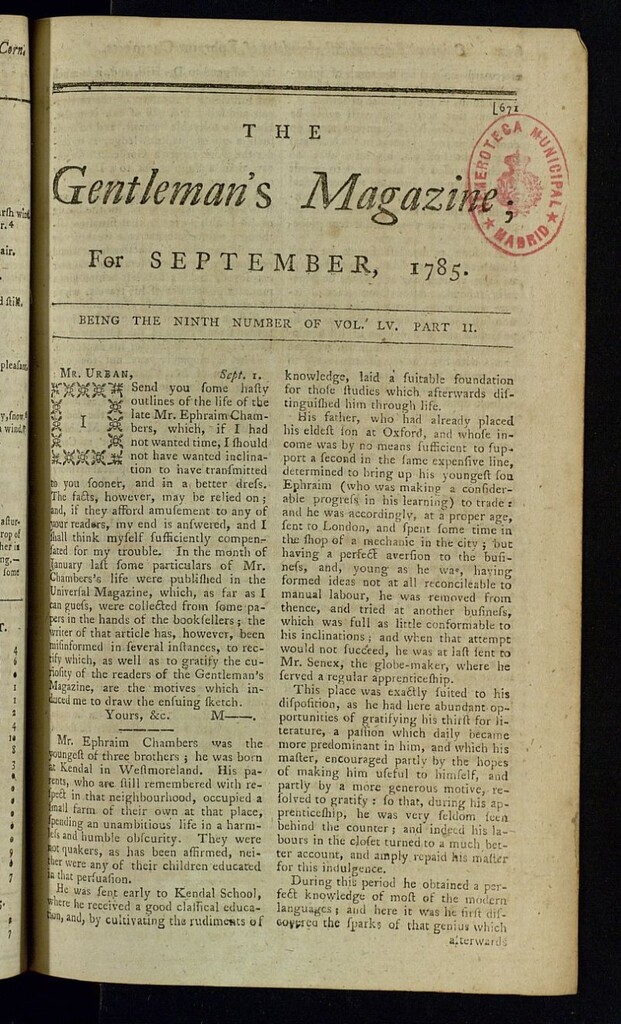 [671
THE
Gentleman's Magazine;
For SEPTEMBER, 1785.
BEING THE NINTH NUMBER OF VOL. LV. PART II.
HEMEROTECA MUNICIPAL
★ MADRID ★
MR. URBAN, Sept. 1.
I Send you ſome haſty
outlines of the life of the
late Mr. Ephraim Cham-
bers, which, if I had
not wanted time, I ſhould
not have wanted inclina-
tion to have tranſmitted
to you ſooner, and in a better dreſs.
The facts, however, may be relied on;
and, if they afford amuſement to any of
your readers, my end is anſwered, and I
ſhall think myſelf ſufficiently compen-
ſated for my trouble. In the month of
January laſt ſome particulars of Mr.
Chambers's life were publiſhed in the
Univerſal Magazine, which, as far as I
can gueſs, were collected from ſome pa-
pers in the hands of the bookſellers; the
writer of that article has, however, been
miſinformed in ſeveral inſtances, to rec-
tify which, as well as to gratify the cu-
rioſity of the readers of the Gentleman's
Magazine, are the motives which in-
duced me to draw the enſuing ſketch.
Yours, &c. M——.
Mr. Ephraim Chambers was the
youngeſt of three brothers; he was born
at Kendal in Weſtmoreland. His pa-
rents, who are ſtill remembered with re-
ſpect in that neighbourhood, occupied a
ſmall farm of their own at that place,
ſpending an unambitious life in a harm-
leſs and humble obſcurity. They were
not quakers, as has been affirmed, nei-
ther were any of their children educated
in that perſuaſion.
He was ſent early to Kendal School,
where he received a good claſſical educa-
tion, and, by cultivating the rudiments of
knowledge, laid a ſuitable foundation
for thoſe ſtudies which afterwards diſ-
tinguiſhed him through life.
His father, who had already placed
his eldeſt ſon at Oxford, and whoſe in-
come was by no means ſufficient to ſup-
port a ſecond in the ſame expenſive line,
determined to bring up his youngeſt ſon
Ephraim (who was making a conſider-
able progreſs in his learning) to trade:
and he was accordingly, at a proper age,
ſent to London, and ſpent ſome time in
the ſhop of a mechanic in the city; but
having a perfect averſion to the buſi-
neſs, and, young as he was, having
formed ideas not at all reconcileable to
manual labour, he was removed from
thence, and tried at another buſineſs,
which was full as little conformable to
his inclinations; and when that attempt
would not ſucceed, he was at laſt ſent to
Mr. Senex, the globe-maker, where he
ſerved a regular apprenticeſhip.
This place was exactly ſuited to his
diſpoſition, as he had here abundant op-
portunities of gratifying his thirſt for li-
terature, a paſſion which daily became
more predominant in him, and which his
maſter, encouraged partly by the hopes
of making him uſeful to himſelf, and
partly by a more generous motive, re-
ſolved to gratify: ſo that, during his ap-
prenticeſhip, he was very ſeldom ſeen
behind the counter; and indeed his la-
bours in the cloſet turned to a much bet-
ter account, and amply repaid his maſter
for this indulgence.
During this period he obtained a per-
fect knowledge of moſt of the modern
languages; and here it was he firſt diſ-
covered the ſparks of that genius which
afterwards